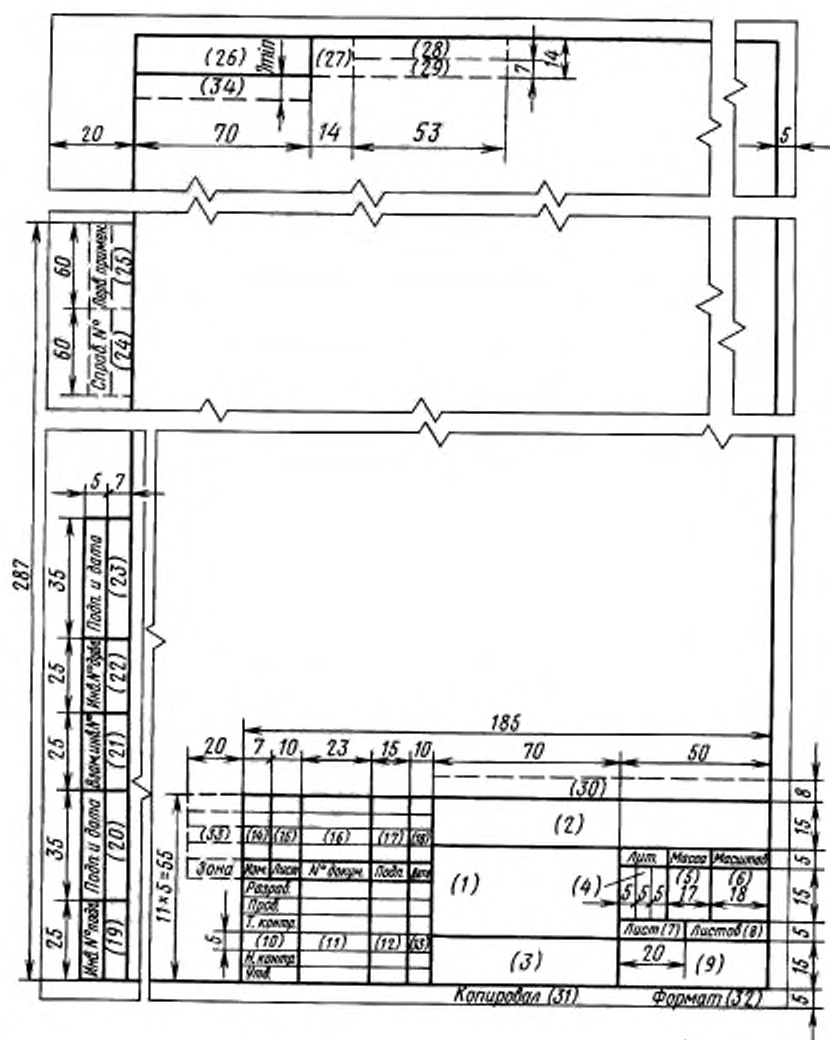 (26) 7min (27) (28)
(29) 7 14
(34)
20 70 14 53 5
60 Перв. примен. (25)
60 Справ. № (24)
5 7
287
35 Подп. и дата (23)
25 Инв. № дубл. (22)
25 Взам.инв.№ (21)
35 Подп. и дата (20)
25 Инв.№ подл. (19)
185
20 7 10 23 15 10 70 50
(30) 8
(2) 15
(33) (14) (15) (16) (17) (18)
Зона Изм. Лист № докум. Подп. Дата
11×5=55
Лит. Масса Масштаб 5
(1) (4) (5) (6)
5 5 5 17 18 15
Разраб.
Пров.
Т. контр.
5 (10) (11) (12) (13)
Н. контр.
Утв.
Лист (7) Листов (8) 5
(3) 20 (9) 15
Копировал (31) Формат (32) 5